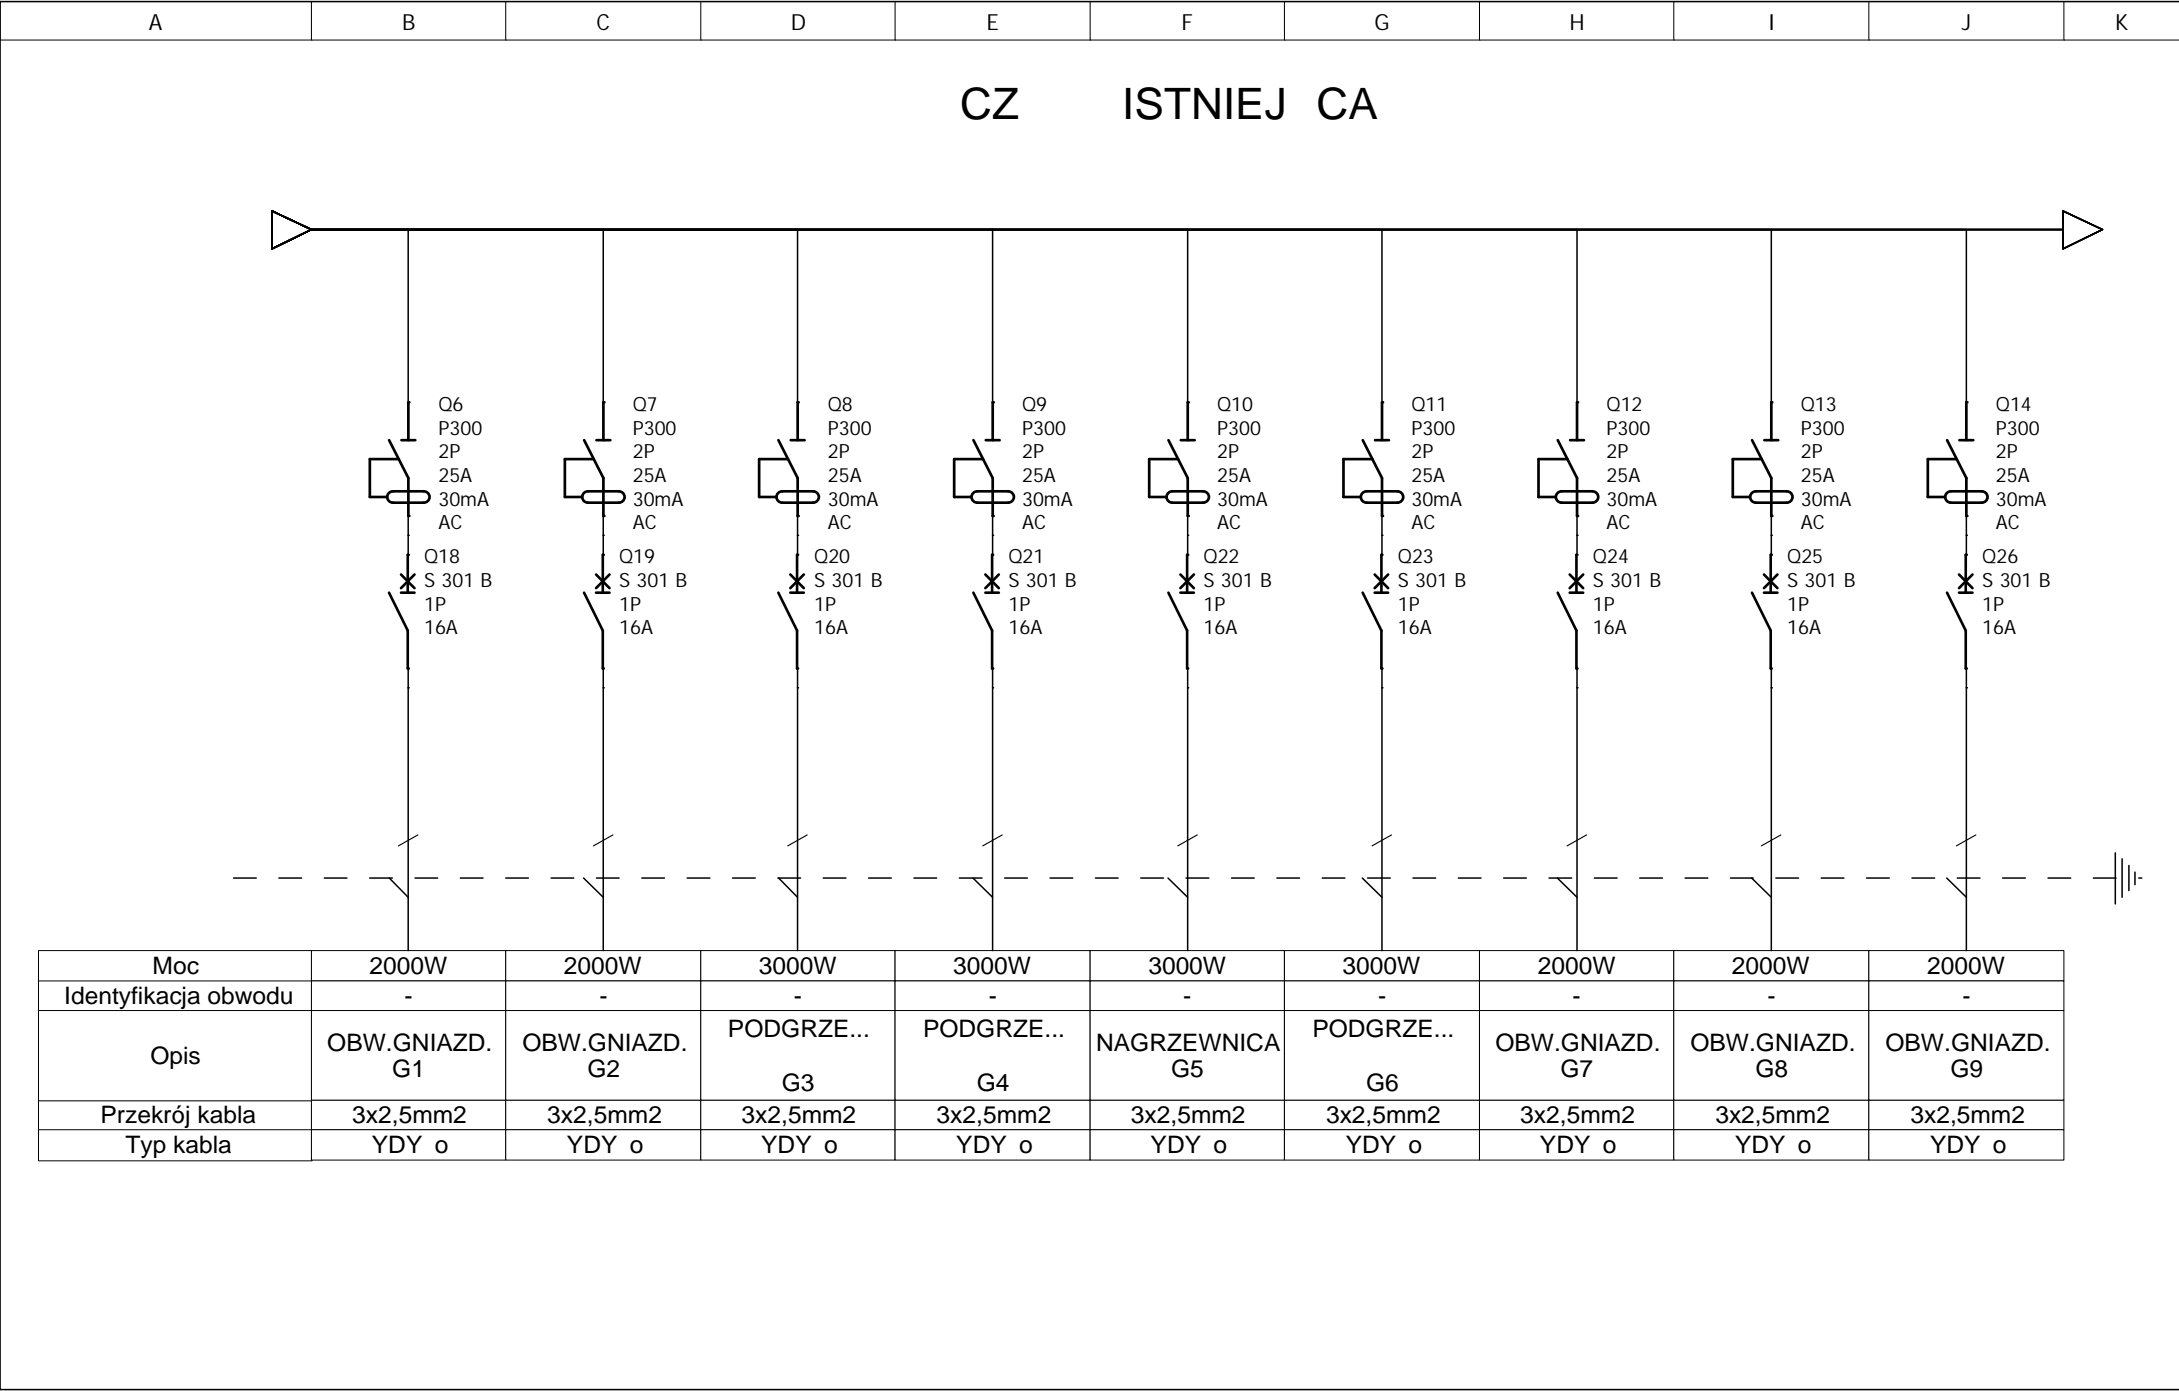 A B C D E F G H I J K
CZ ISTNIEJ CA
Q6 Q7 Q8 Q9 Q10 Q11 Q12 Q13 Q14
P300 P300 P300 P300 P300 P300 P300 P300 P300
2P 2P 2P 2P 2P 2P 2P 2P 2P
25A 25A 25A 25A 25A 25A 25A 25A 25A
30mA 30mA 30mA 30mA 30mA 30mA 30mA 30mA 30mA
AC AC AC AC AC AC AC AC AC
Q18 Q19 Q20 Q21 Q22 Q23 Q24 Q25 Q26
S 301 B S 301 B S 301 B S 301 B S 301 B S 301 B S 301 B S 301 B S 301 B
1P 1P 1P 1P 1P 1P 1P 1P 1P
16A 16A 16A 16A 16A 16A 16A 16A 16A
Moc 2000W 2000W 3000W 3000W 3000W 3000W 2000W 2000W 2000W
Identyfikacja obwodu - - - - - - - - -
Opis OBW.GNIAZD. OBW.GNIAZD. PODGRZE... PODGRZE... NAGRZEWNICA PODGRZE... OBW.GNIAZD. OBW.GNIAZD. OBW.GNIAZD.
G1 G2 G3 G4 G5 G6 G7 G8 G9
Przekrój kabla 3x2,5mm2 3x2,5mm2 3x2,5mm2 3x2,5mm2 3x2,5mm2 3x2,5mm2 3x2,5mm2 3x2,5mm2 3x2,5mm2
Typ kabla YDY o YDY o YDY o YDY o YDY o YDY o YDY o YDY o YDY o